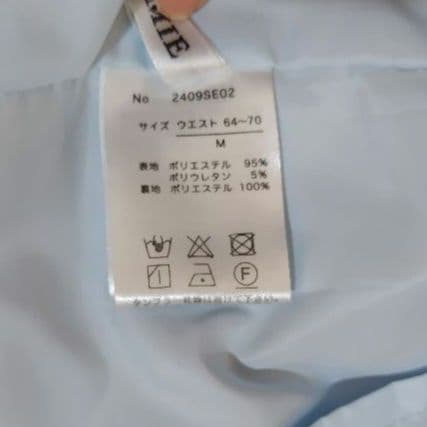 MIE
No 2409SE02
サイズ ウエスト 64~70
M
表地 ポリエステル 95%
ポリウレタン 5%
裏地 ポリエステル 100%
F